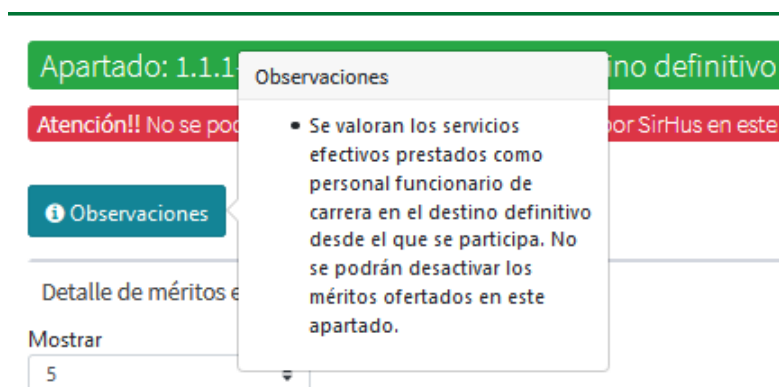 Apartado: 1.1.1- ino definitivo
Atención!! No se pod por SirHus en este
Observaciones
Observaciones
• Se valoran los servicios
efectivos prestados como
personal funcionario de
carrera en el destino definitivo
desde el que se participa. No
se podrán desactivar los
méritos ofertados en este
apartado.
Detalle de méritos e
Mostrar
5